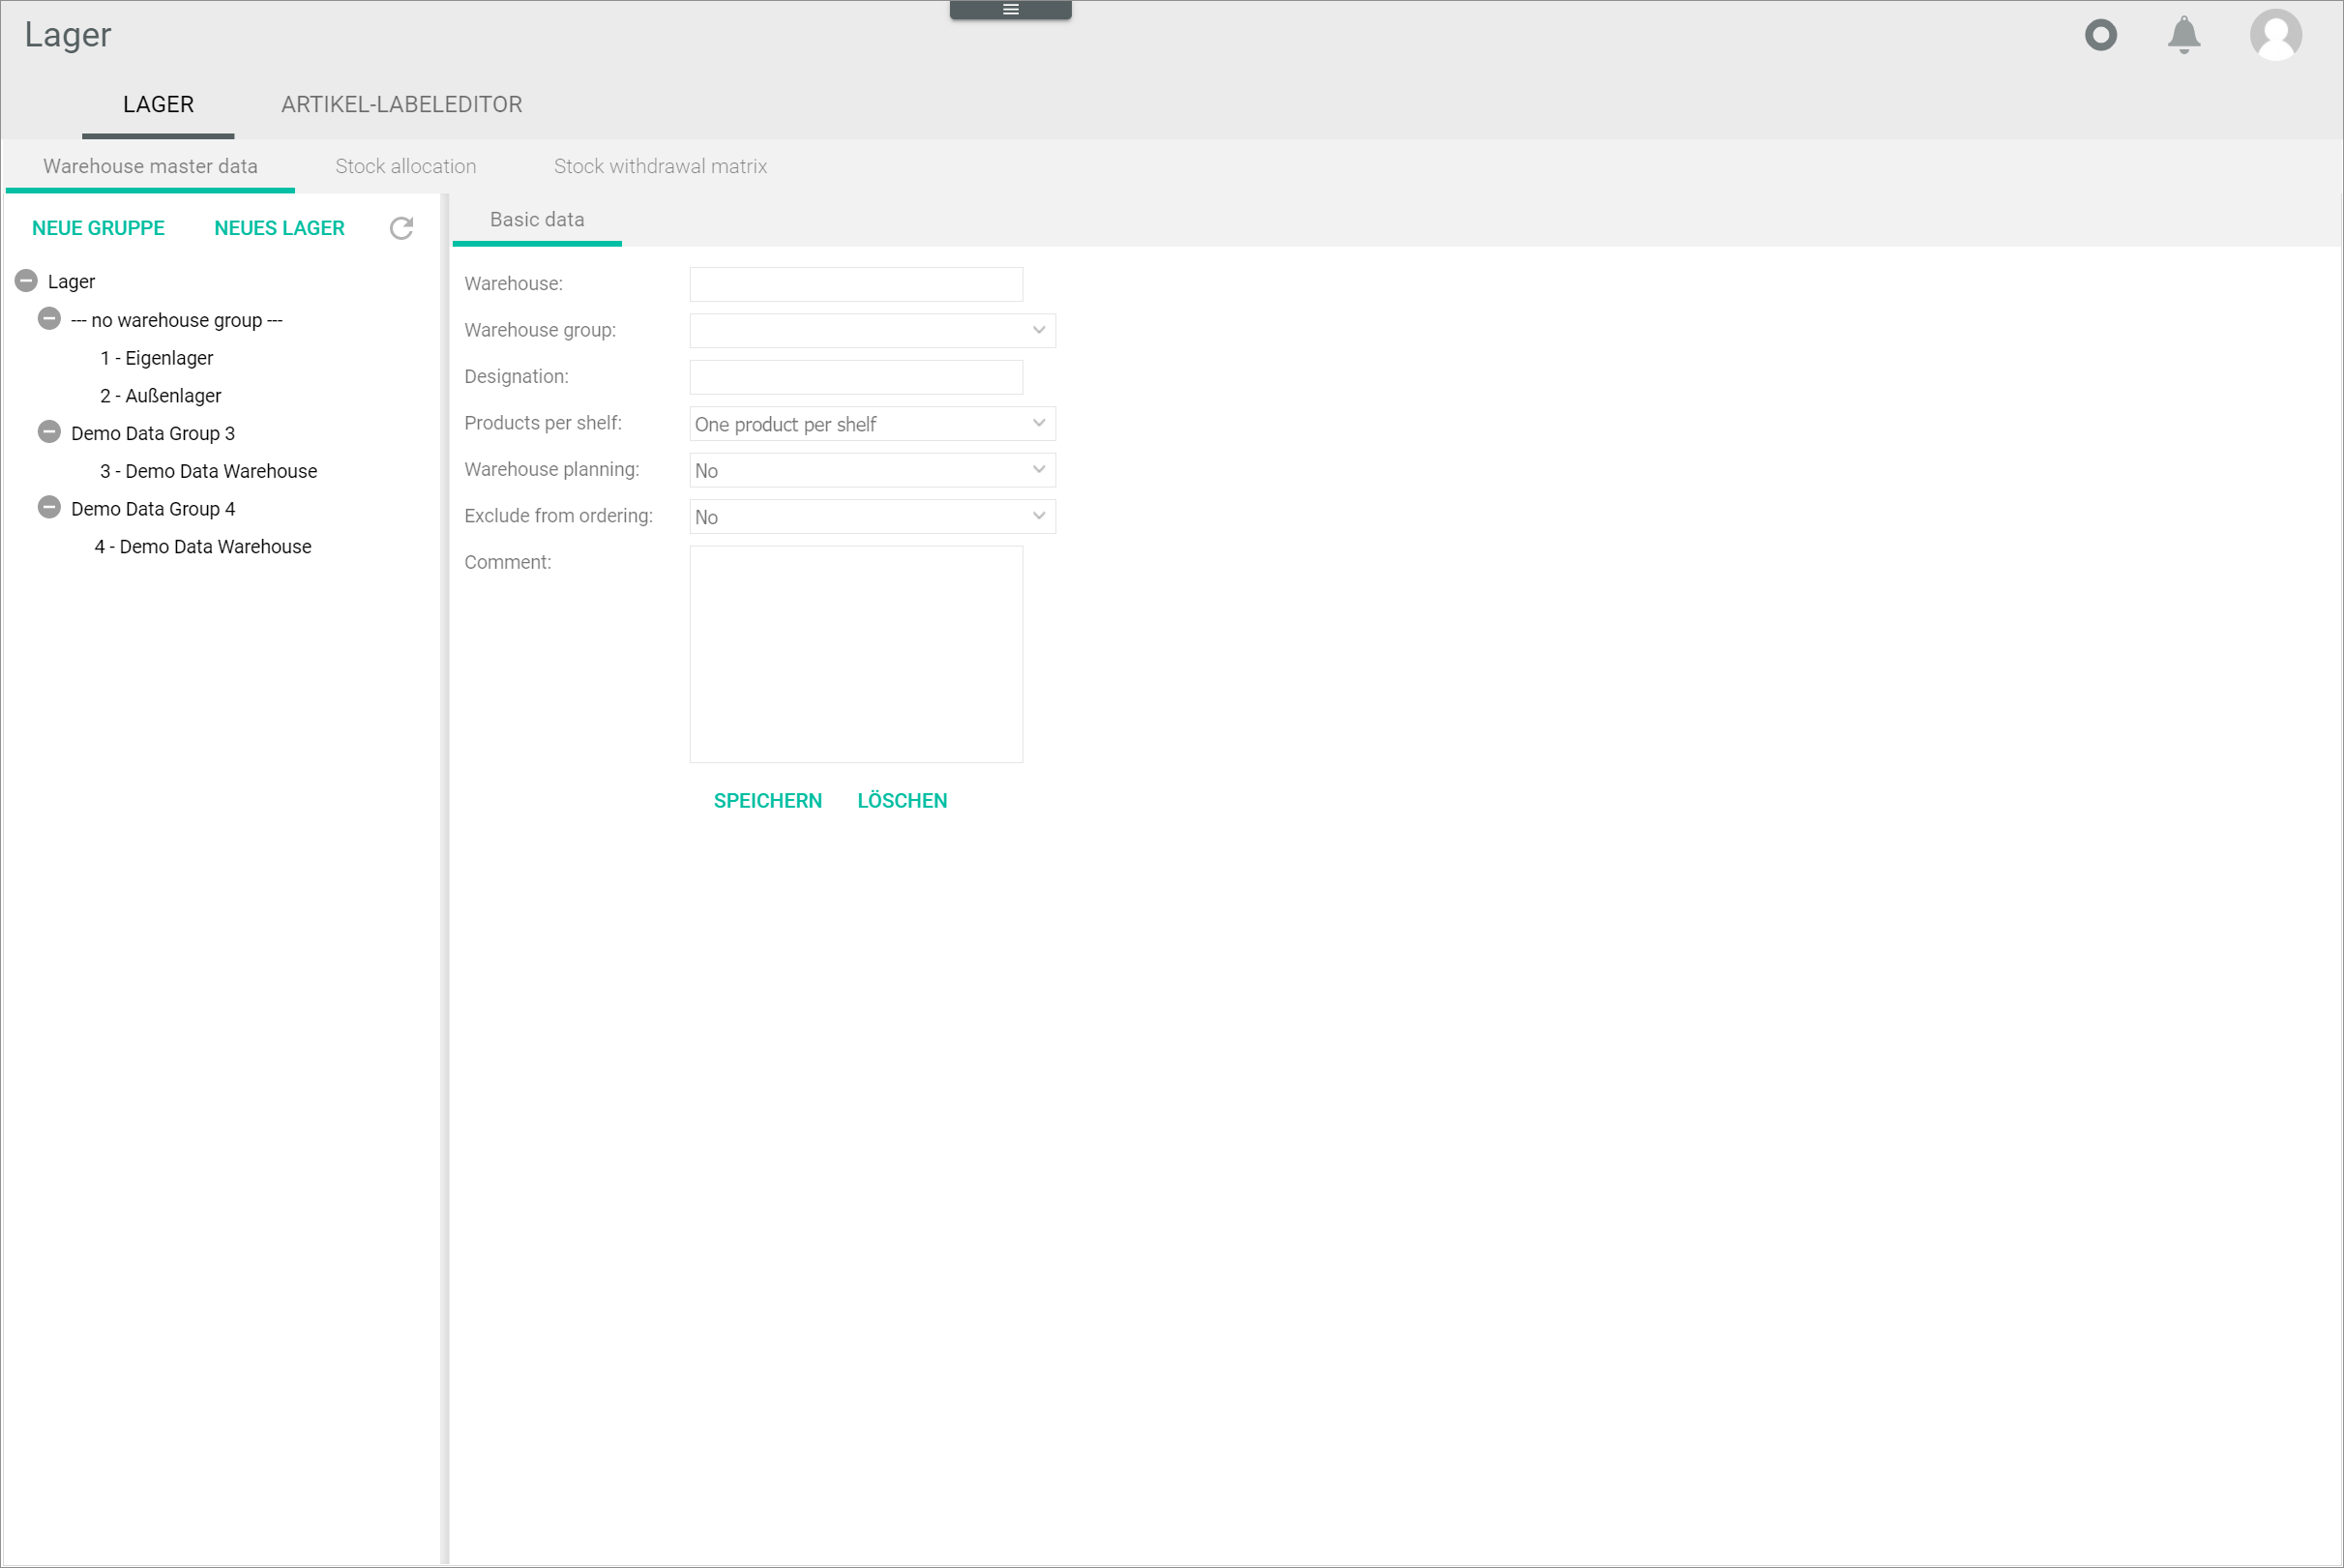 Lager
LAGER ARTIKEL-LABELEDITOR
Warehouse master data Stock allocation Stock withdrawal matrix
NEUE GRUPPE NEUES LAGER
Lager
--- no warehouse group ---
1 - Eigenlager
2 - Außenlager
Demo Data Group 3
3 - Demo Data Warehouse
Demo Data Group 4
4 - Demo Data Warehouse
Basic data
Warehouse:
Warehouse group:
Designation:
Products per shelf: One product per shelf
Warehouse planning: No
Exclude from ordering: No
Comment:
SPEICHERN LÖSCHEN